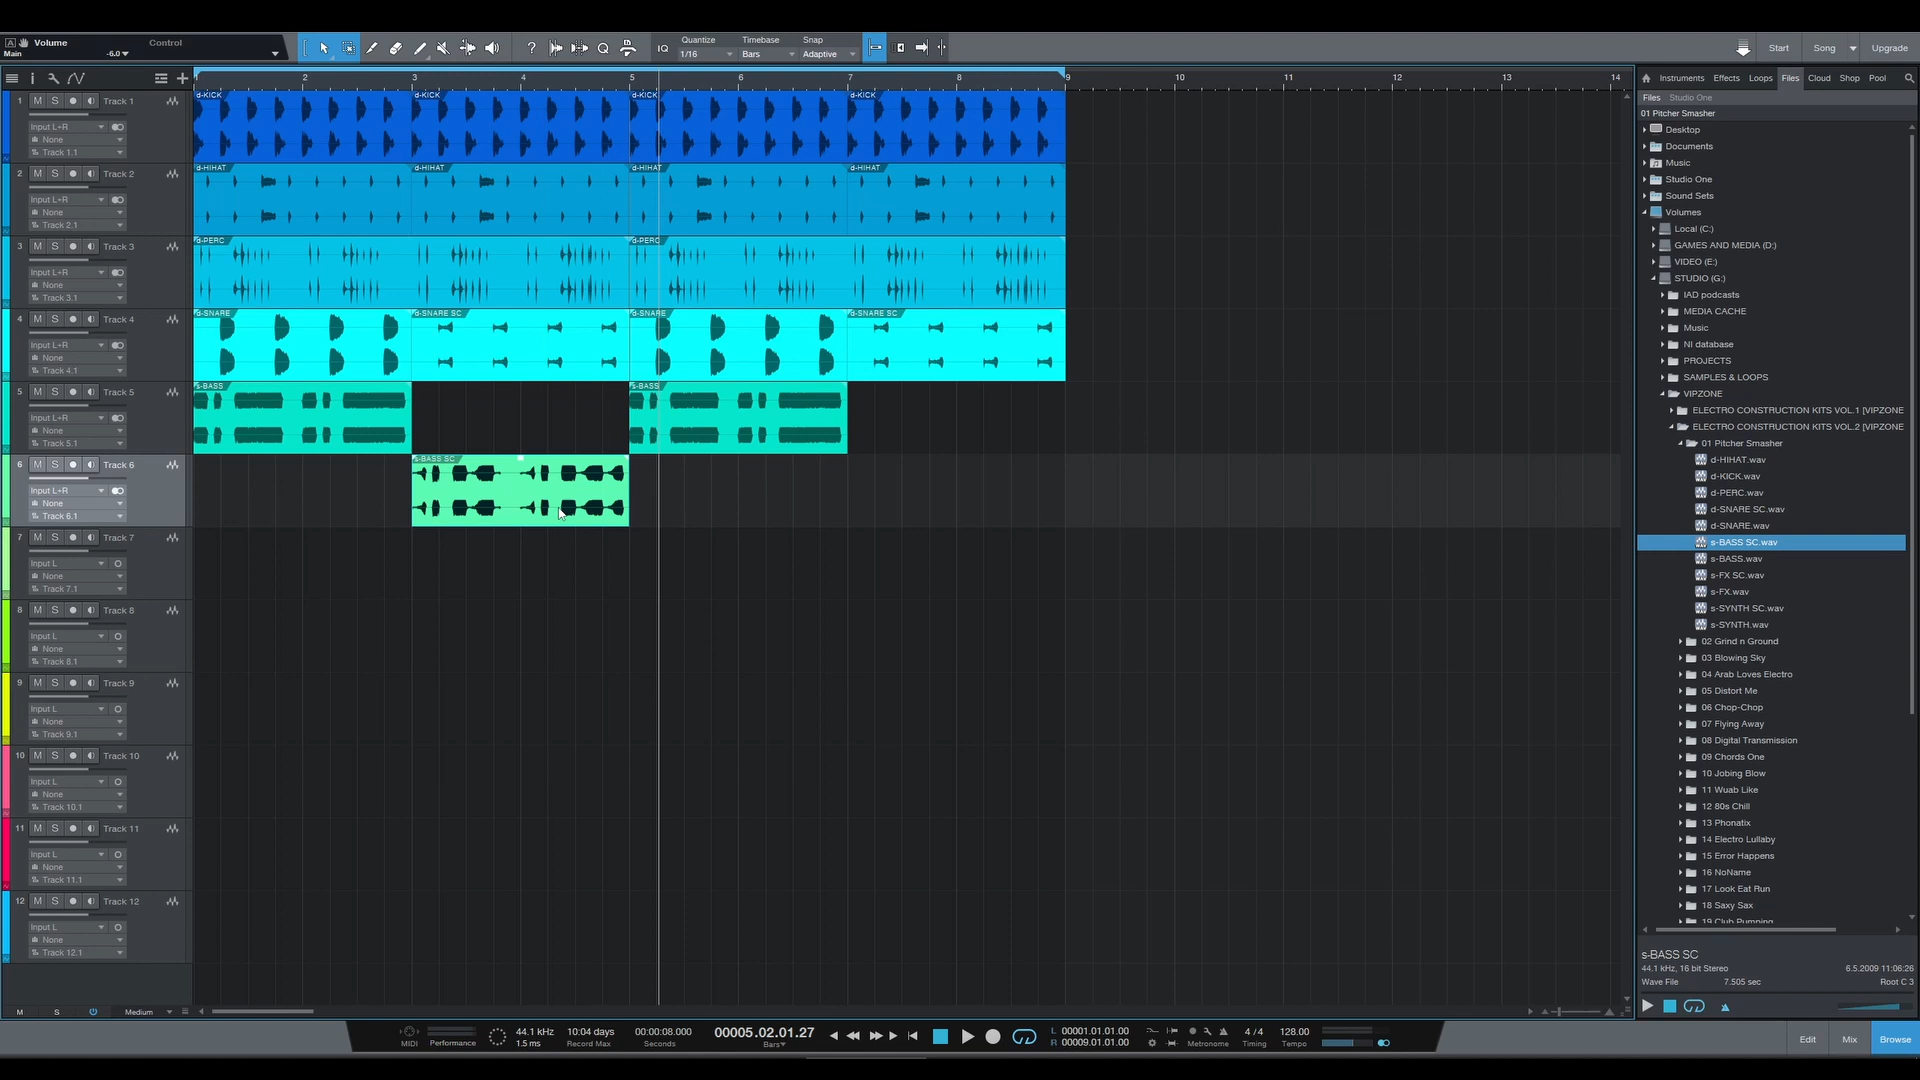 A Volume Control
Main -6.0
IQ Quantize Timebase Snap
1/16 Bars Adaptive
Start Song Upgrade
2 3 4 5 6 7 8 9 10 11 12 13 14
1 M S Track 1
Input L+R
None
Track 1.1
d-KICK d-KICK d-KICK d-KICK
2 M S Track 2
Input L+R
None
Track 2.1
d-HIHAT d-HIHAT d-HIHAT d-HIHAT
3 M S Track 3
Input L+R
None
Track 3.1
d-PERC d-PERC
4 M S Track 4
Input L+R
None
Track 4.1
d-SNARE d-SNARE SC d-SNARE d-SNARE SC
5 M S Track 5
Input L+R
None
Track 5.1
s-BASS s-BASS
6 M S Track 6
Input L+R
None
Track 6.1
s-BASS SC
7 M S Track 7
Input L
None
Track 7.1
8 M S Track 8
Input L
None
Track 8.1
9 M S Track 9
Input L
None
Track 9.1
10 M S Track 10
Input L
None
Track 10.1
11 M S Track 11
Input L
None
Track 11.1
12 M S Track 12
Input L
None
Track 12.1
M S Medium
Instruments Effects Loops Files Cloud Shop Pool
Files Studio One
01 Pitcher Smasher
Desktop
Documents
Music
Studio One
Sound Sets
Volumes
Local (C:)
GAMES AND MEDIA (D:)
VIDEO (E:)
STUDIO (G:)
IAD podcasts
MEDIA CACHE
Music
NI database
PROJECTS
SAMPLES & LOOPS
VIPZONE
ELECTRO CONSTRUCTION KITS VOL.1 [VIPZONE
ELECTRO CONSTRUCTION KITS VOL.2 [VIPZONE
01 Pitcher Smasher
d-HIHAT.wav
d-KICK.wav
d-PERC.wav
d-SNARE SC.wav
d-SNARE.wav
s-BASS SC.wav
s-BASS.wav
s-FX SC.wav
s-FX.wav
s-SYNTH SC.wav
s-SYNTH.wav
02 Grind n Ground
03 Blowing Sky
04 Arab Loves Electro
05 Distort Me
06 Chop-Chop
07 Flying Away
08 Digital Transmission
09 Chords One
10 Jobing Blow
11 Wuab Like
12 80s Chill
13 Phonatix
14 Electro Lullaby
15 Error Happens
16 NoName
17 Look Eat Run
18 Saxy Sax
19 Club Pumping
s-BASS SC
44.1 kHz, 16 bit Stereo 6.5.2009 11:06:26
Wave File 7.505 sec Root C 3
MIDI Performance
44.1 kHz
1.5 ms
10:04 days
Record Max
00:00:08.000
Seconds
00005.02.01.27
Bars
L 00001.01.01.00
R 00009.01.01.00
Metronome
4 / 4
Timing
128.00
Tempo
Edit Mix Browse